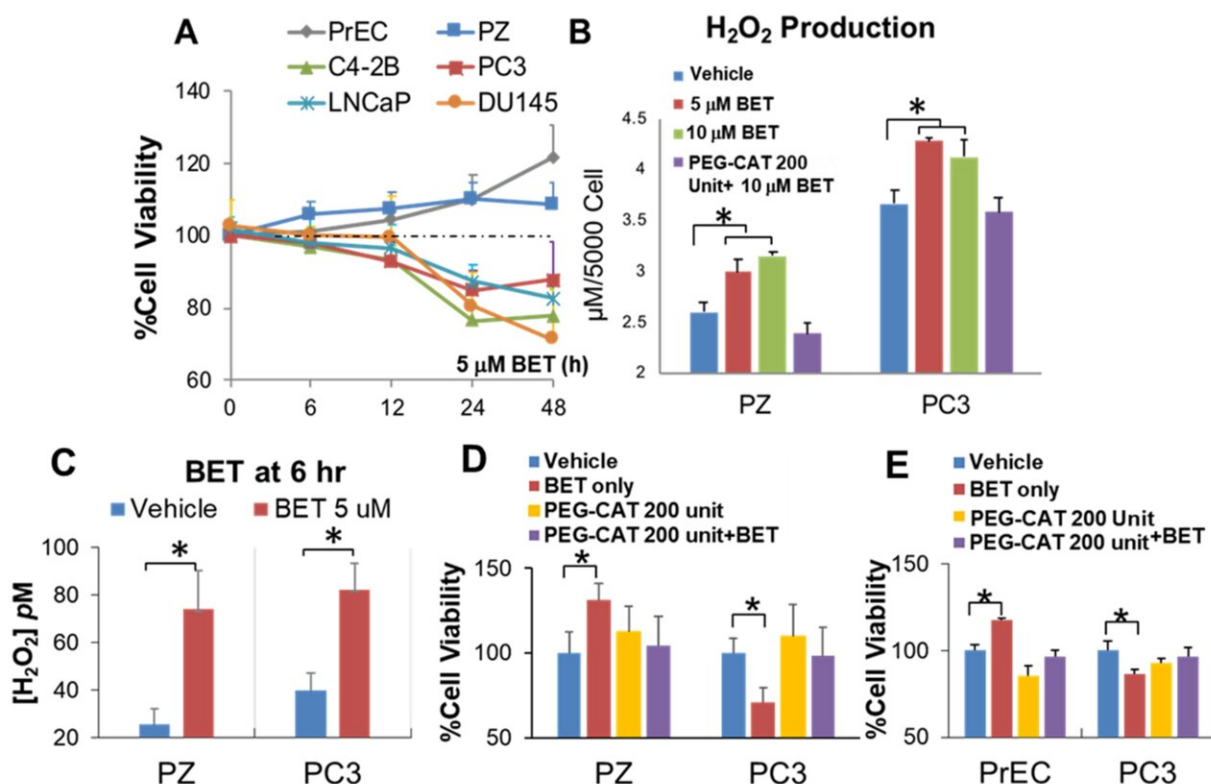 A
PrEC PZ
C4-2B PC3
LNCaP DU145
140
120
100
80
60
%Cell Viability
5 μM BET (h)
0 6 12 24 48
B
H₂O₂ Production
Vehicle
5 μM BET
10 μM BET
PEG-CAT 200
Unit+ 10 μM BET
4.5
4
3.5
3
2.5
2
μM/5000 Cell
*
*
PZ PC3
C
BET at 6 hr
Vehicle BET 5 uM
100
80
60
40
20
[H₂O₂] pM
* *
PZ PC3
D
Vehicle
BET only
PEG-CAT 200 unit
PEG-CAT 200 unit+BET
150
100
50
%Cell Viability
*
*
PZ PC3
E
Vehicle
BET only
PEG-CAT 200 Unit
PEG-CAT 200 unit+BET
150
100
50
%Cell Viability
*
*
PrEC PC3